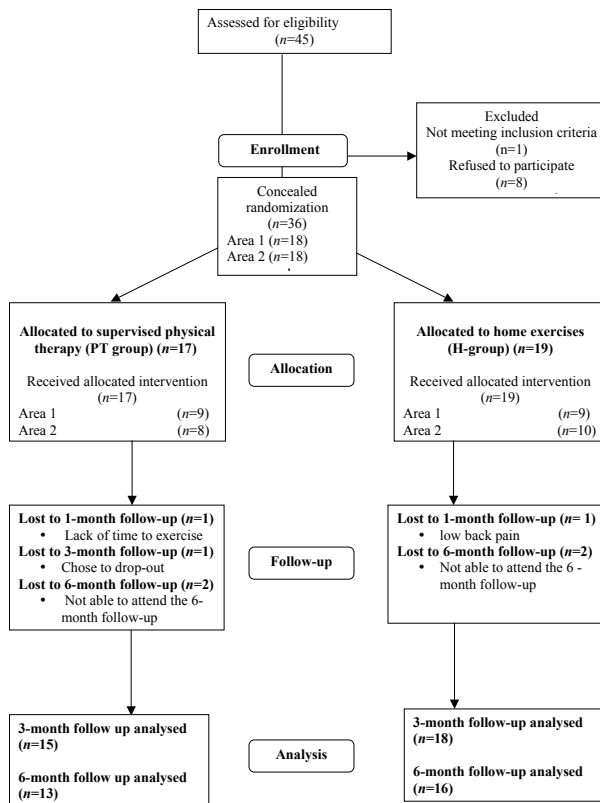 Assessed for eligibility
(n=45)
Excluded
Not meeting inclusion criteria
(n=1)
Refused to participate
(n=8)
Enrollment
Concealed
randomization
(n=36)
Area 1 (n=18)
Area 2 (n=18)
Allocated to supervised physical
therapy (PT group) (n=17)
Received allocated intervention
(n=17)
Area 1 (n=9)
Area 2 (n=8)
Allocation
Allocated to home exercises
(H-group) (n=19)
Received allocated intervention
(n=19)
Area 1 (n=9)
Area 2 (n=10)
Lost to 1-month follow-up (n=1)
• Lack of time to exercise
Lost to 3-month follow-up (n=1)
• Chose to drop-out
Lost to 6-month follow-up (n=2)
• Not able to attend the 6-
month follow-up
Follow-up
Lost to 1-month follow-up (n= 1)
• low back pain
Lost to 6-month follow-up (n=2)
• Not able to attend the 6 -
month follow-up
3-month follow up analysed
(n=15)
6-month follow up analysed
(n=13)
Analysis
3-month follow-up analysed
(n=18)
6-month follow-up analysed
(n=16)